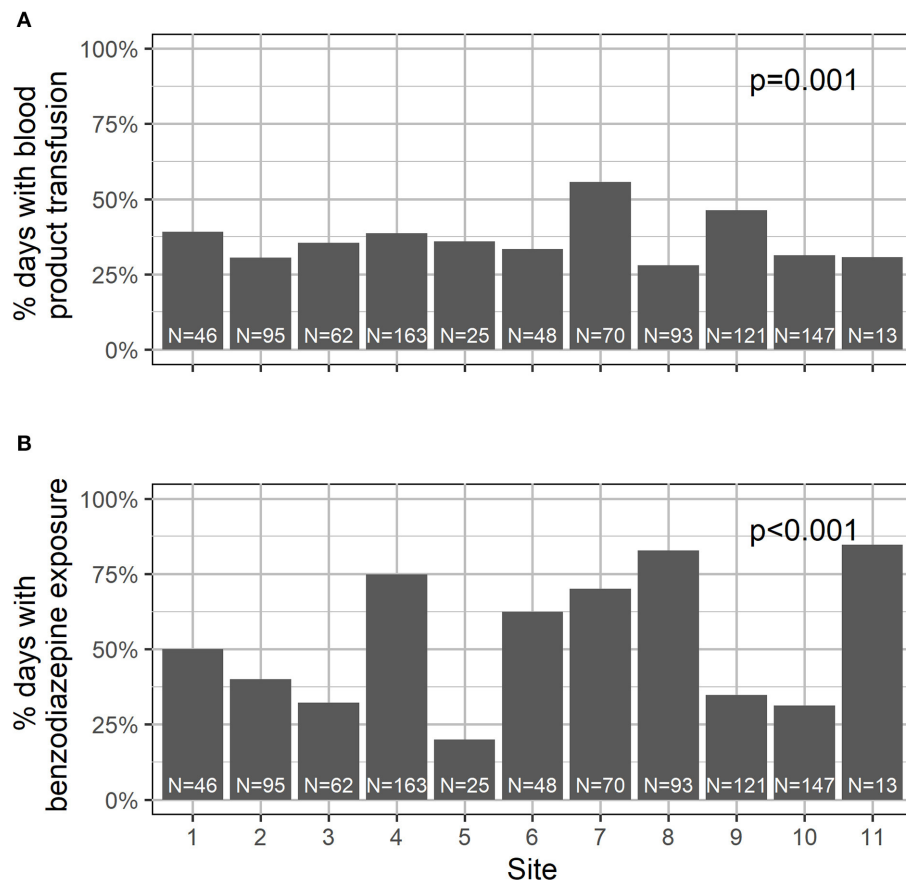 A
% days with blood
product transfusion
100%
75%
50%
25%
0%
p=0.001
N=46 N=95 N=62 N=163 N=25 N=48 N=70 N=93 N=121 N=147 N=13
B
% days with
benzodiazepine exposure
100%
75%
50%
25%
0%
p<0.001
N=46 N=95 N=62 N=163 N=25 N=48 N=70 N=93 N=121 N=147 N=13
1 2 3 4 5 6 7 8 9 10 11
Site